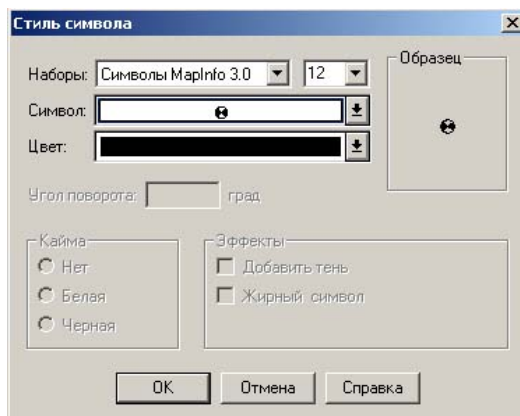 Стиль символа
Наборы: Символы MapInfo 3.0 12
Образец
Символ:
Цвет:
Угол поворота: град
Кайма
Нет
Белая
Черная
Эффекты
Добавить тень
Жирный символ
OK Отмена Справка